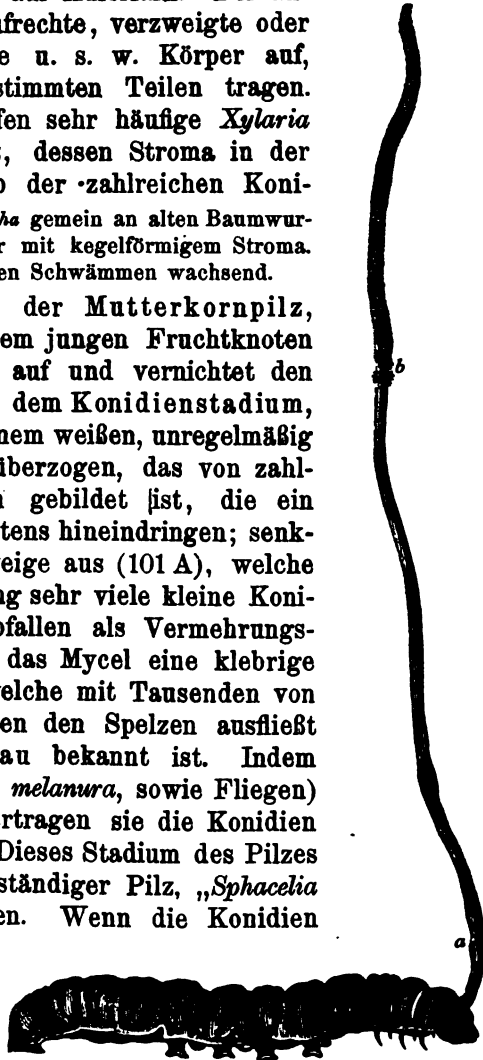 ufrechte, verzweigte oder
e u. s. w. Körper auf,
stimmten Teilen tragen.
fen sehr häufige Xylaria
, dessen Stroma in der
der zahlreichen Koni-
ha gemein an alten Baumwur-
r mit kegelförmigem Stroma.
en Schwämmen wachsend.
der Mutterkornpilz,
em jungen Fruchtknoten
auf und vernichtet den
b
dem Konidienstadium,
nem weißen, unregelmäßig
überzogen, das von zahl-
gebildet ist, die ein
tens hineindringen; senk-
eige aus (101 A), welche
ng sehr viele kleine Koni-
bfallen als Vermehrungs-
das Mycel eine klebrige
elche mit Tausenden von
en den Spelzen ausfließt
au bekannt ist. Indem
melanura, sowie Fliegen)
rtragen sie die Konidien
Dieses Stadium des Pilzes
ständiger Pilz, „Sphacelia
en. Wenn die Konidien
a